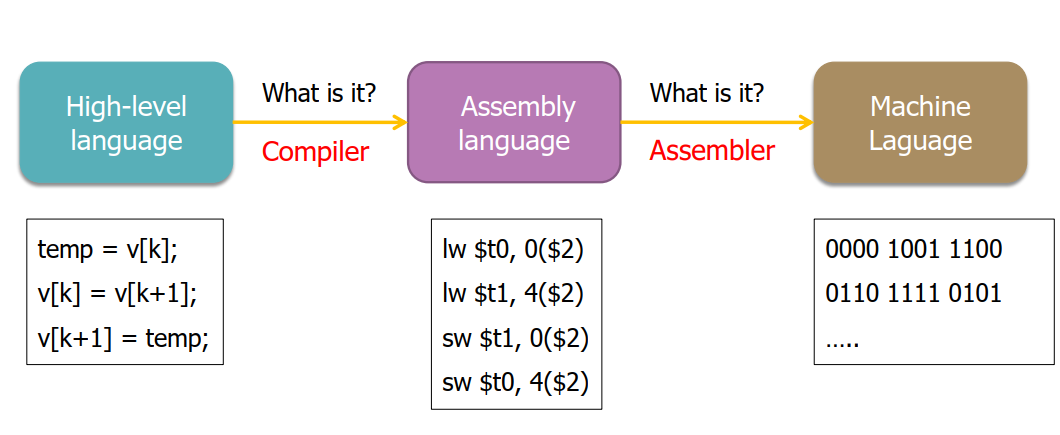 High-level
language
What is it?
Compiler
Assembly
language
What is it?
Assembler
Machine
Laguage
temp = v[k];
v[k] = v[k+1];
v[k+1] = temp;
lw $t0, 0($2)
lw $t1, 4($2)
sw $t1, 0($2)
sw $t0, 4($2)
0000 1001 1100
0110 1111 0101
…..